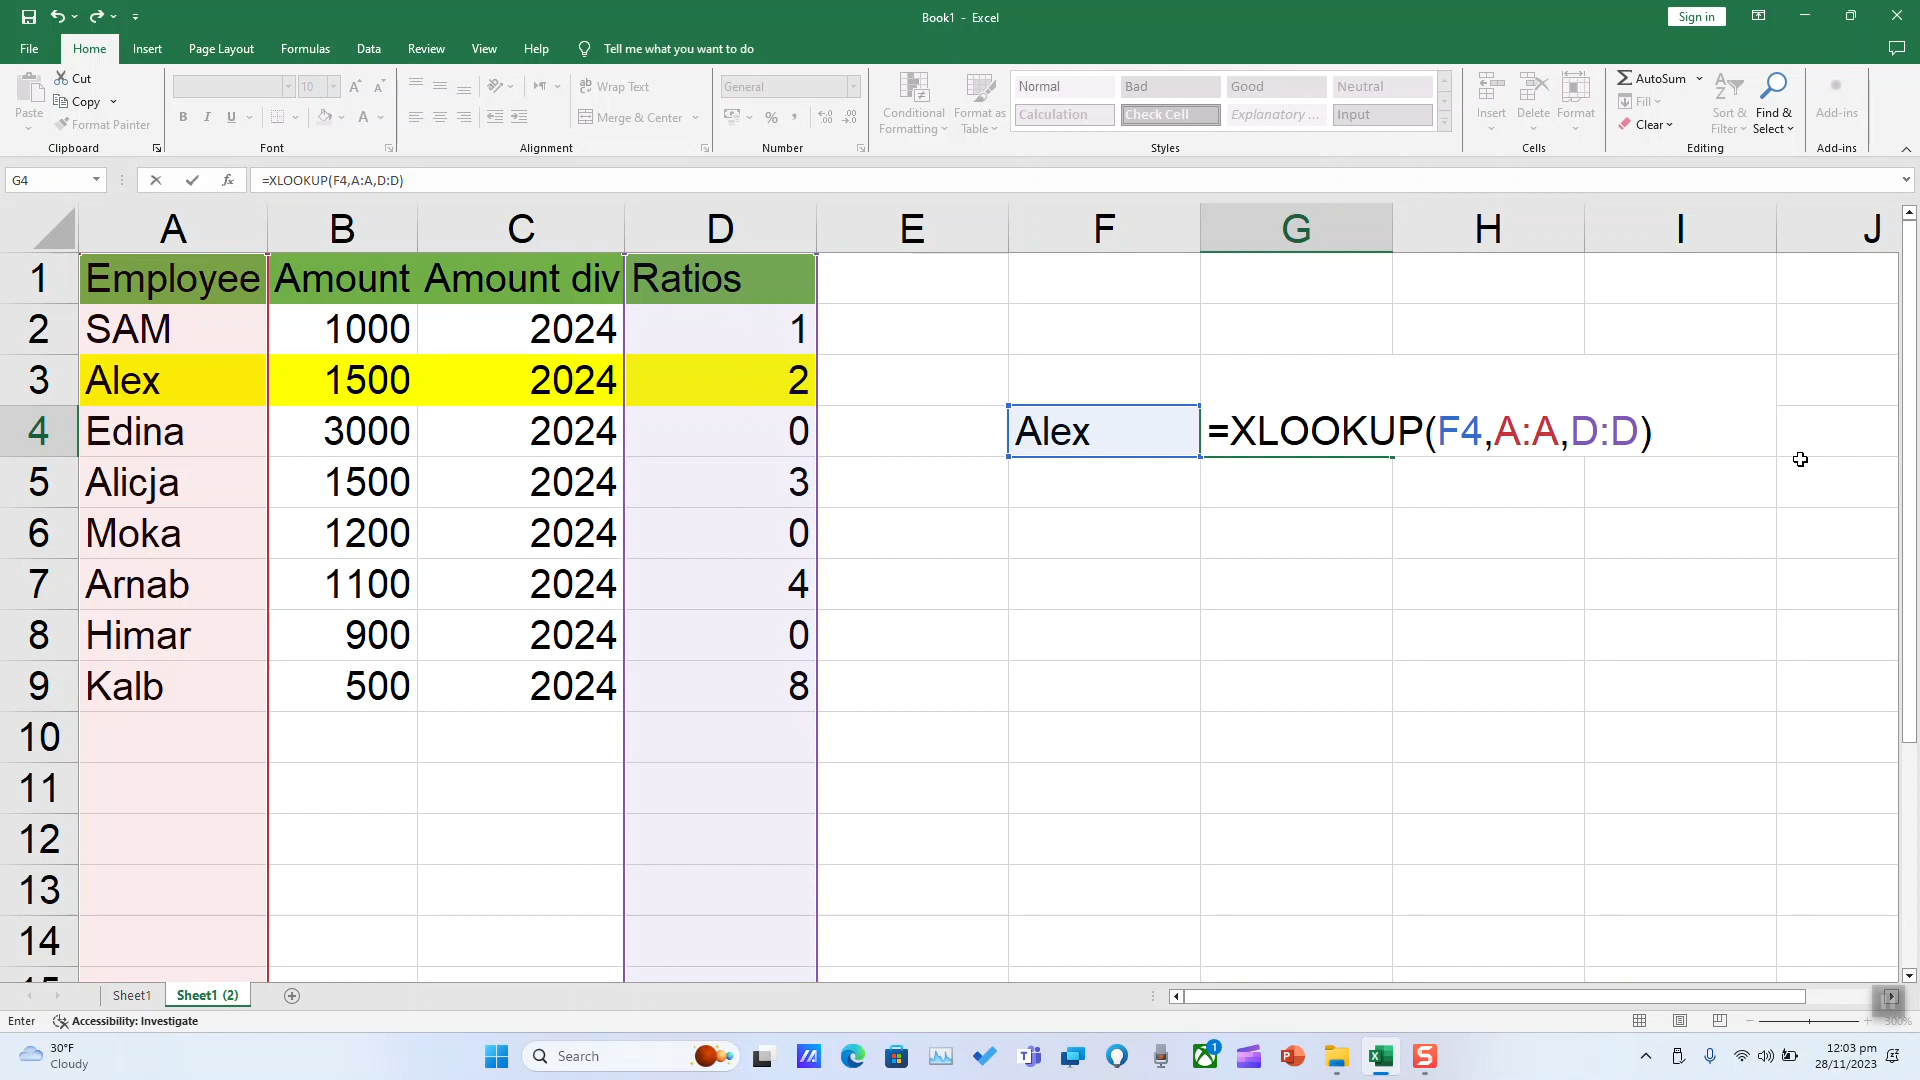 Book1 - Excel
Sign in
File Home Insert Page Layout Formulas Data Review View Help Tell me what you want to do
Paste
Cut
Copy
Format Painter
Clipboard
10
B I U
Font
Wrap Text
Merge & Center
Alignment
General
%
Number
Conditional Formatting
Format as Table
Normal Bad Good Neutral
Calculation Check Cell Explanatory ... Input
Styles
Insert Delete Format
Cells
AutoSum
Fill
Clear
Sort & Filter
Find & Select
Editing
Add-ins
Add-ins
G4 fx =XLOOKUP(F4,A:A,D:D)
A B C D E F G H I J
1 Employee Amount Amount div Ratios
2 SAM 1000 2024 1
3 Alex 1500 2024 2
4 Edina 3000 2024 0 Alex =XLOOKUP(F4,A:A,D:D)
5 Alicja 1500 2024 3
6 Moka 1200 2024 0
7 Arnab 1100 2024 4
8 Himar 900 2024 0
9 Kalb 500 2024 8
10
11
12
13
14
Sheet1 Sheet1 (2)
Enter Accessibility: Investigate 300%
30°F
Cloudy
Search
1
12:03 pm
28/11/2023